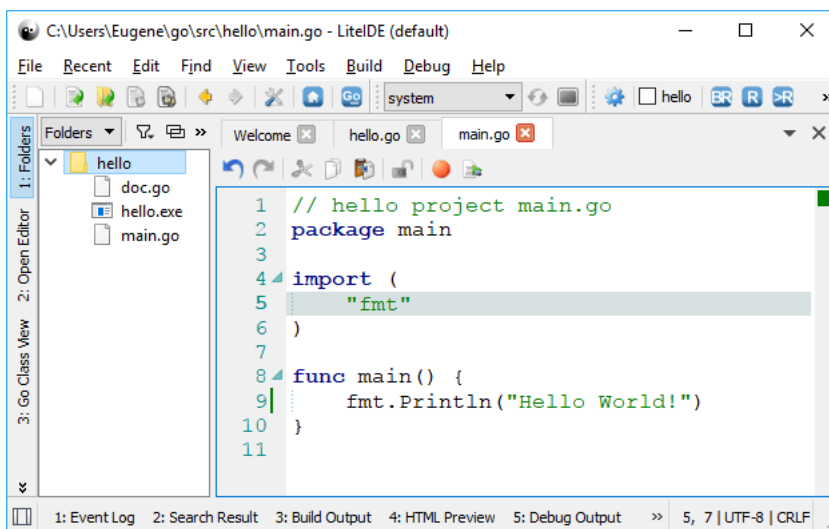 C:\Users\Eugene\go\src\hello\main.go - LiteIDE (default)
File Recent Edit Find View Tools Build Debug Help
Go system hello BR R >R »
1: Folders
2: Open Editor
3: Go Class View
Folders »
hello
doc.go
hello.exe
main.go
Welcome hello.go main.go
1 // hello project main.go
2 package main
3
4 import (
5 "fmt"
6 )
7
8 func main() {
9 fmt.Println("Hello World!")
10 }
11
1: Event Log 2: Search Result 3: Build Output 4: HTML Preview 5: Debug Output » 5, 7 | UTF-8 | CRLF